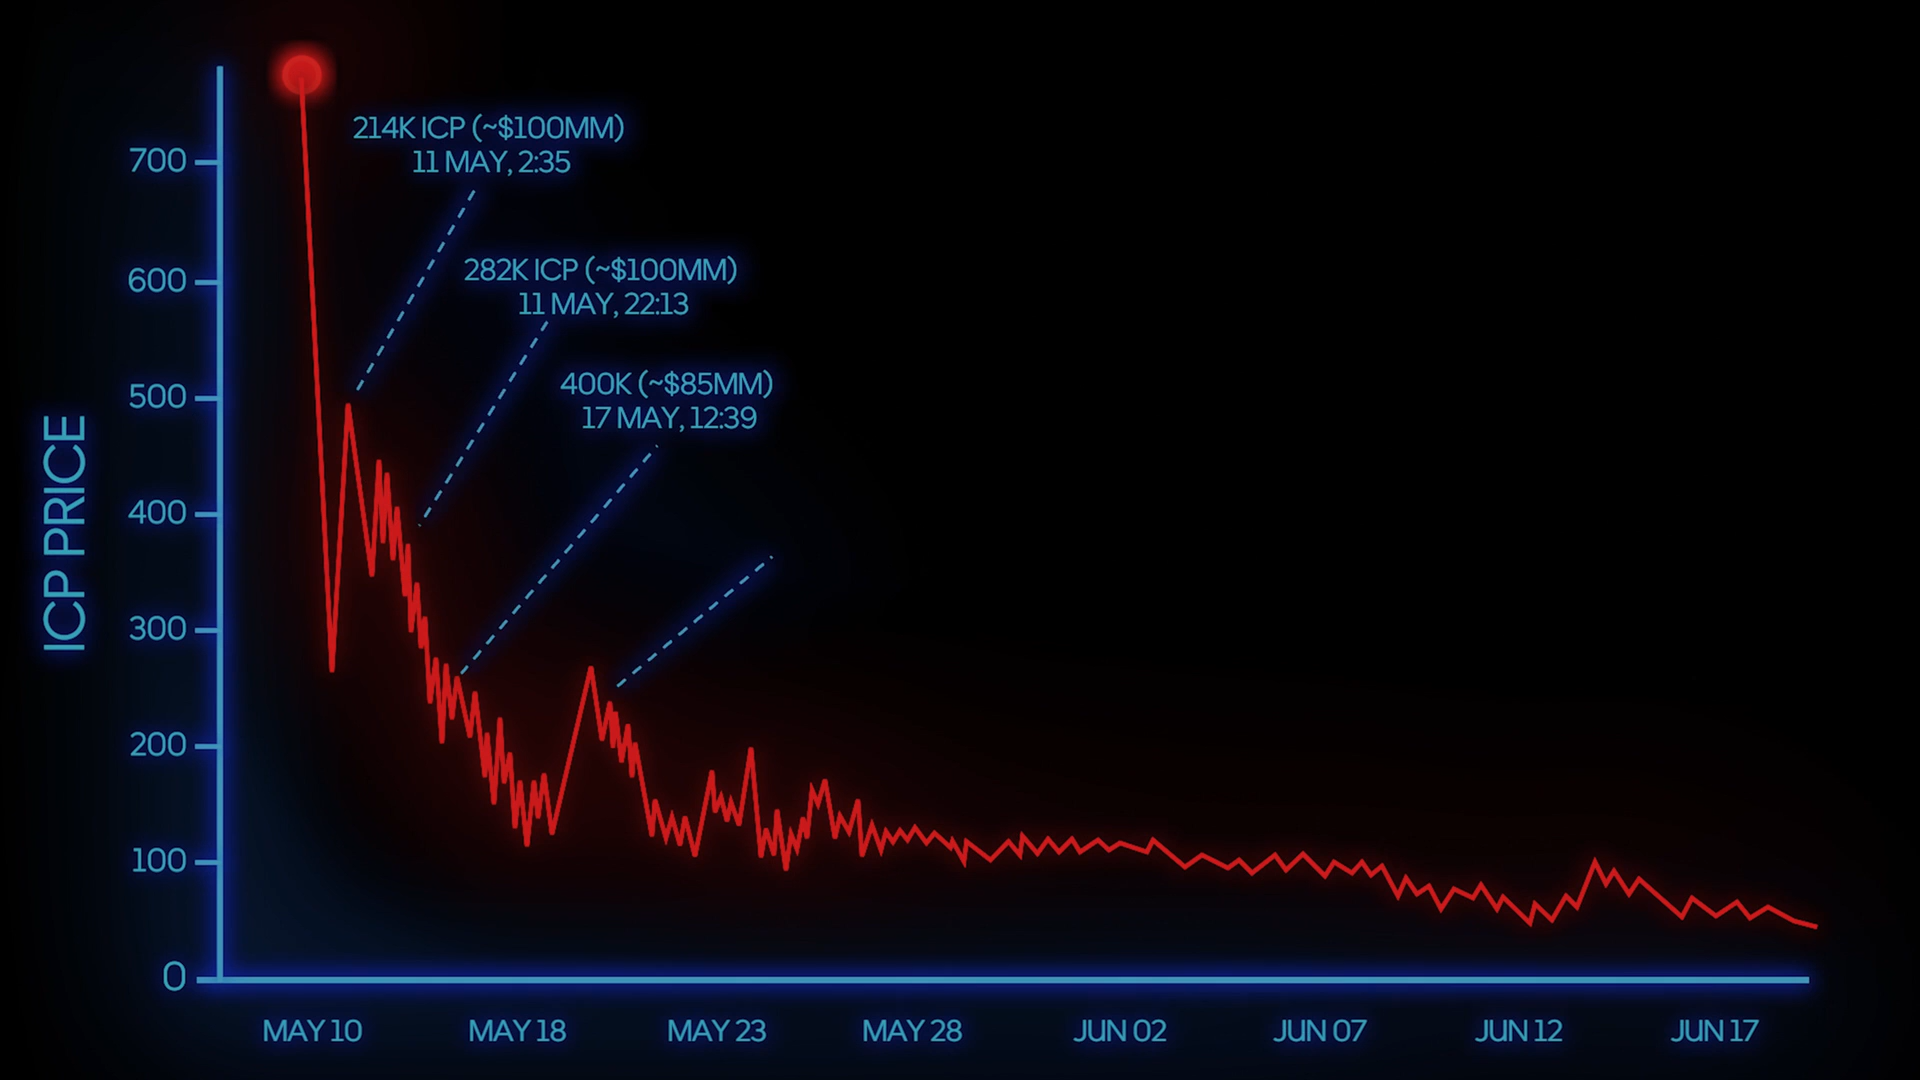 214K ICP (~$100MM)
11 MAY, 2:35
282K ICP (~$100MM)
11 MAY, 22:13
400K (~$85MM)
17 MAY, 12:39
ICP PRICE
700
600
500
400
300
200
100
0
MAY 10
MAY 18
MAY 23
MAY 28
JUN 02
JUN 07
JUN 12
JUN 17